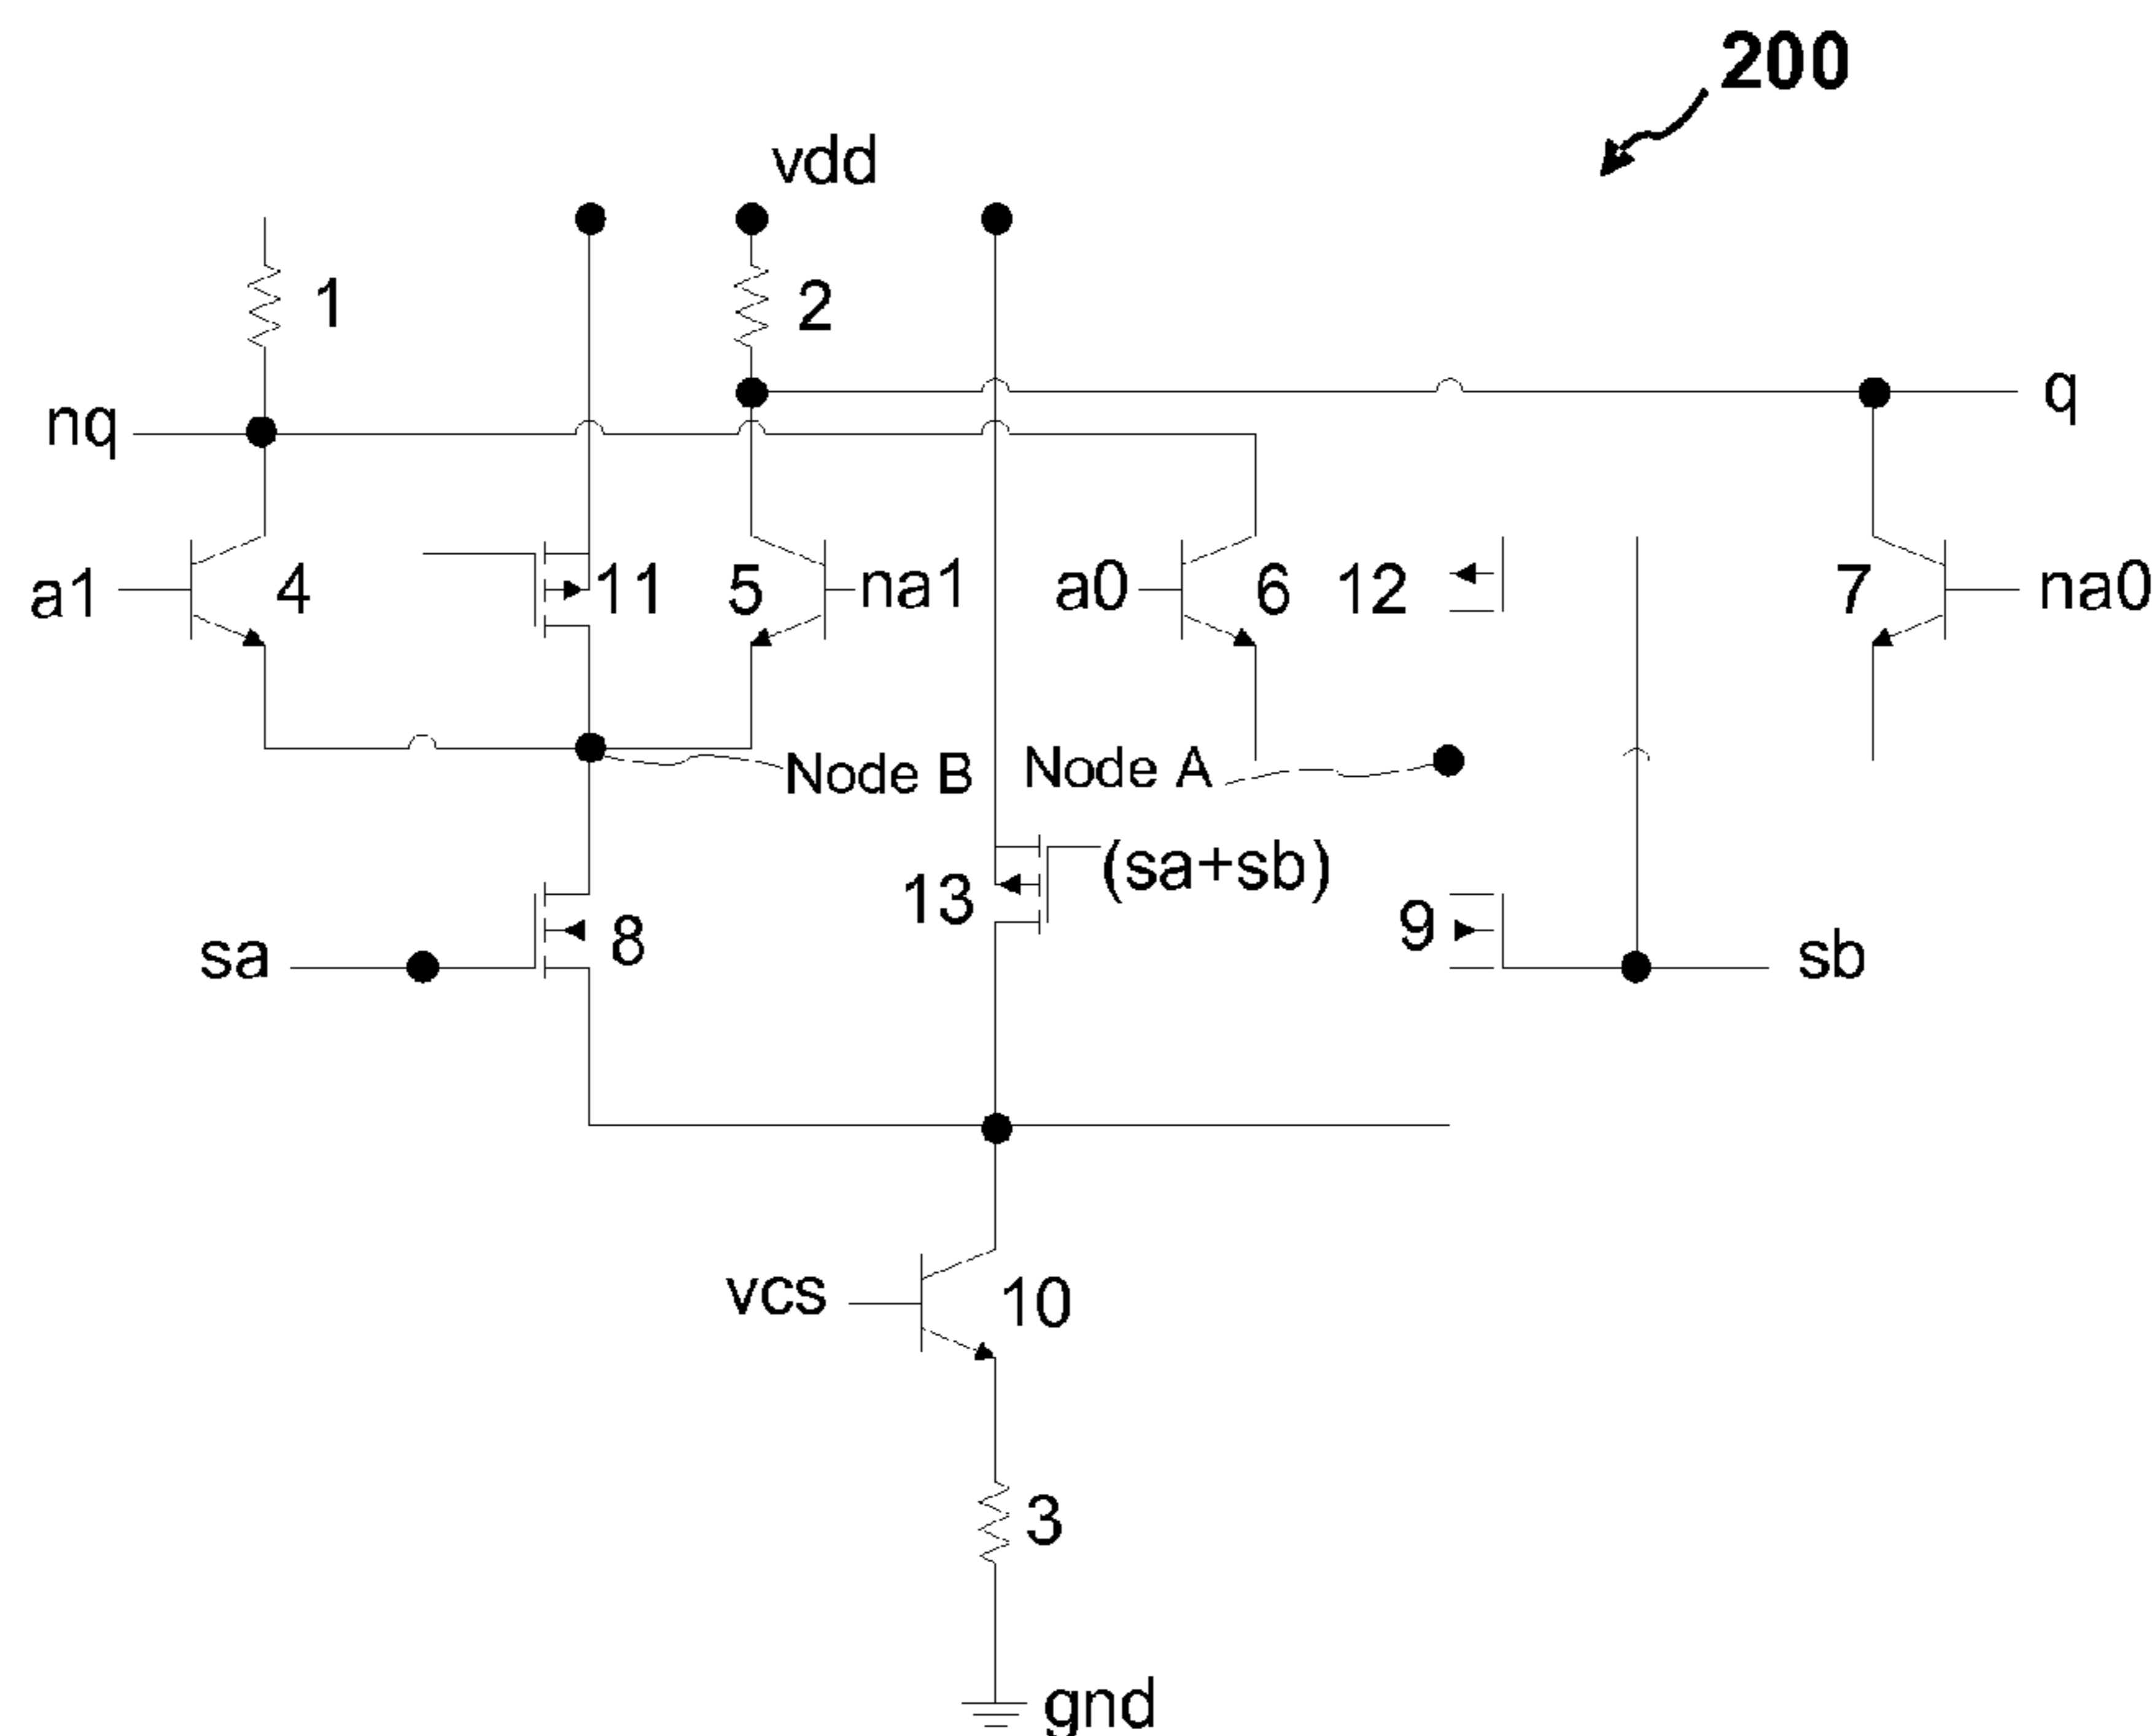 200
vdd
1
2
q
nq
a1
4
11
5
na1
a0
6
12
7
na0
Node B
Node A
(sa+sb)
13
8
9
sa
sb
vcs
10
3
gnd